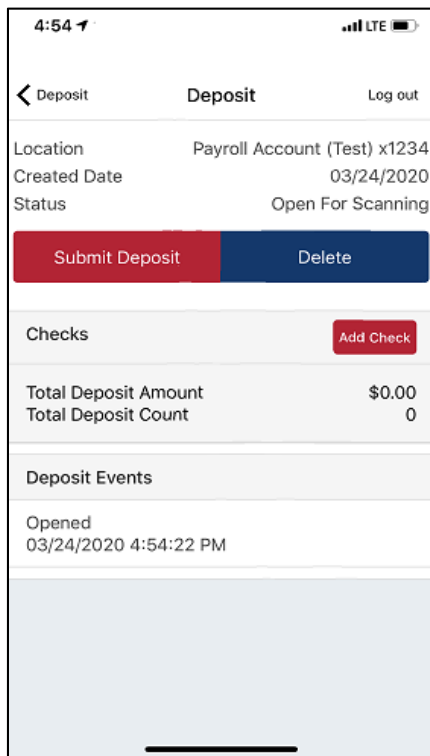 4:54 LTE
Deposit Deposit Log out
Location Payroll Account (Test) x1234
Created Date 03/24/2020
Status Open For Scanning
Submit Deposit Delete
Checks Add Check
Total Deposit Amount $0.00
Total Deposit Count 0
Deposit Events
Opened
03/24/2020 4:54:22 PM